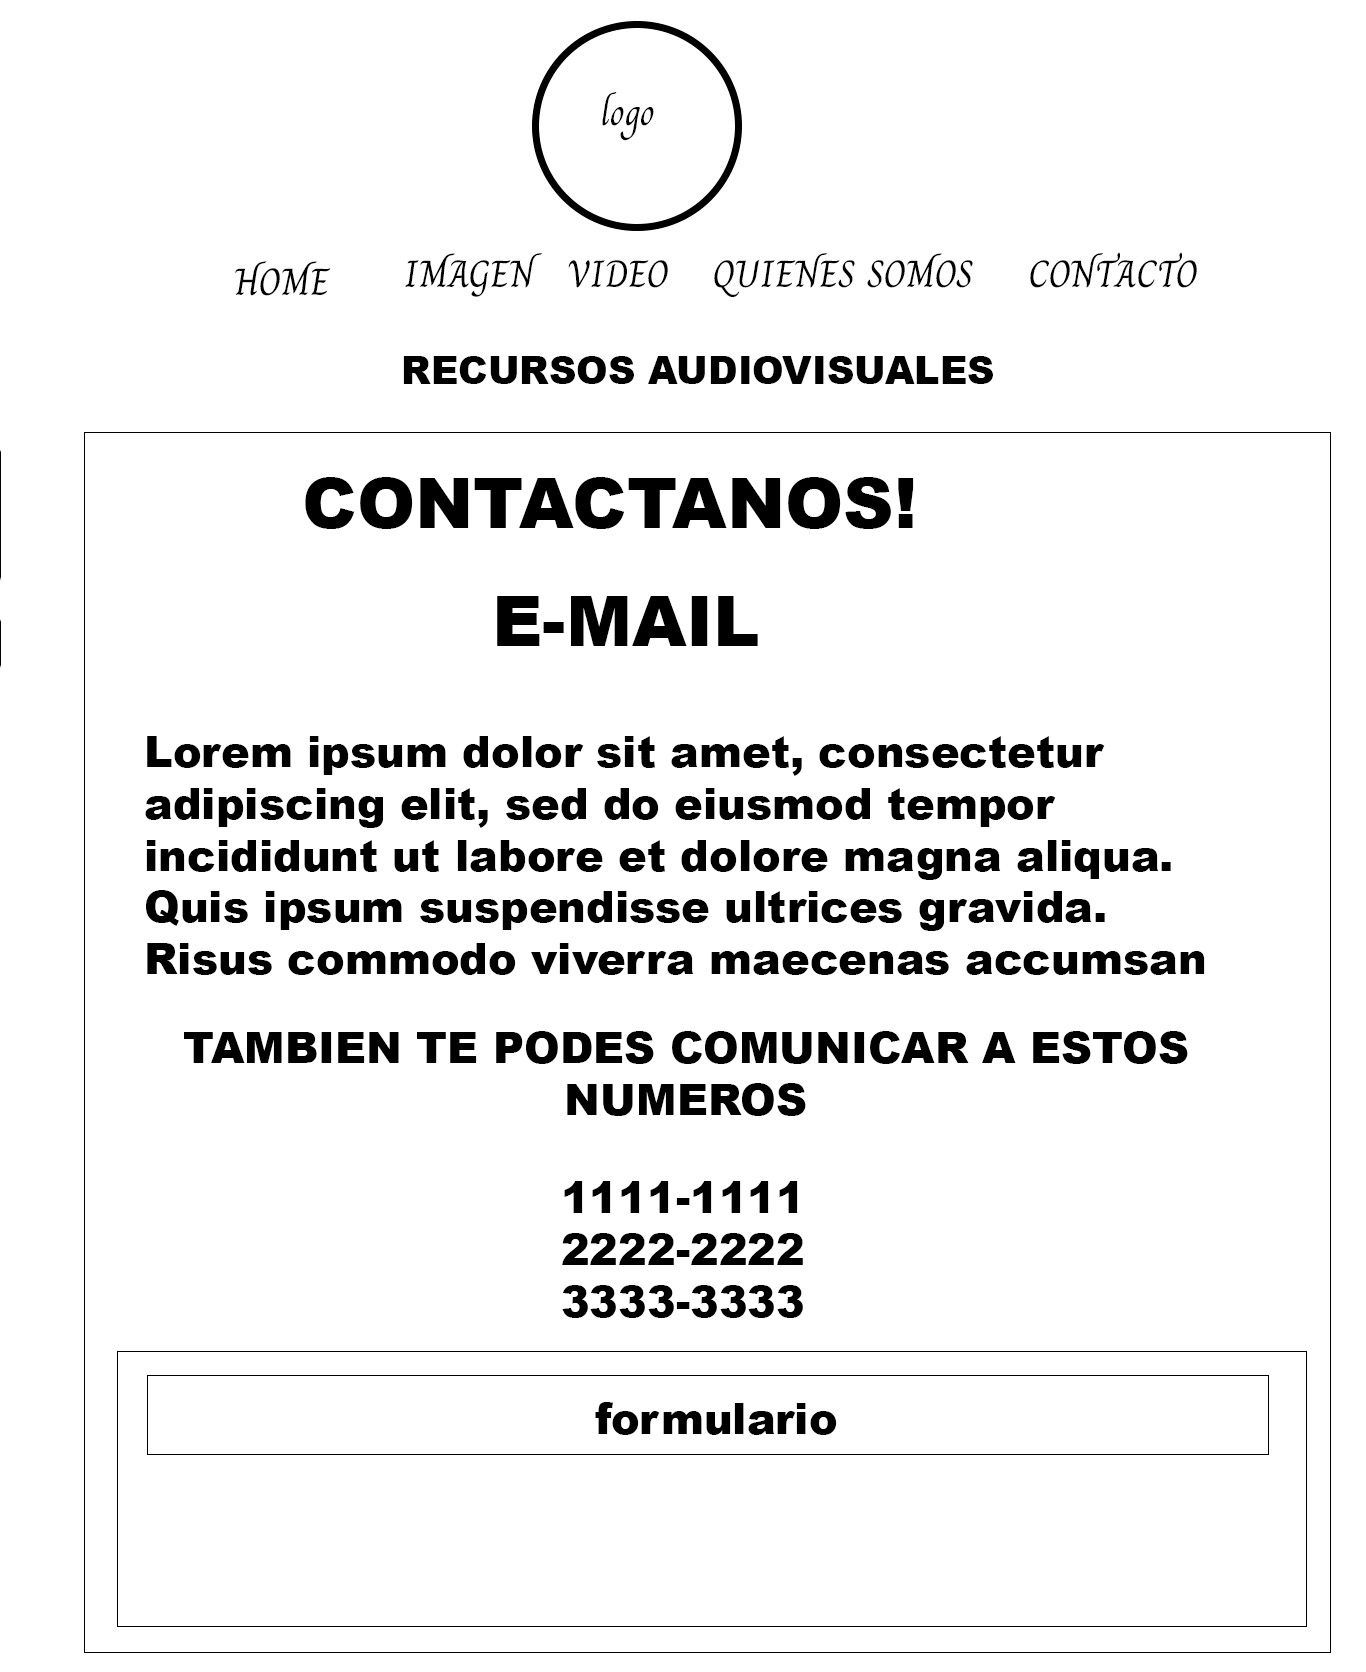 logo
HOME IMAGEN VIDEO QUIENES SOMOS CONTACTO
RECURSOS AUDIOVISUALES
CONTACTANOS!
E-MAIL
Lorem ipsum dolor sit amet, consectetur
adipiscing elit, sed do eiusmod tempor
incididunt ut labore et dolore magna aliqua.
Quis ipsum suspendisse ultrices gravida.
Risus commodo viverra maecenas accumsan
TAMBIEN TE PODES COMUNICAR A ESTOS
NUMEROS
1111-1111
2222-2222
3333-3333
formulario